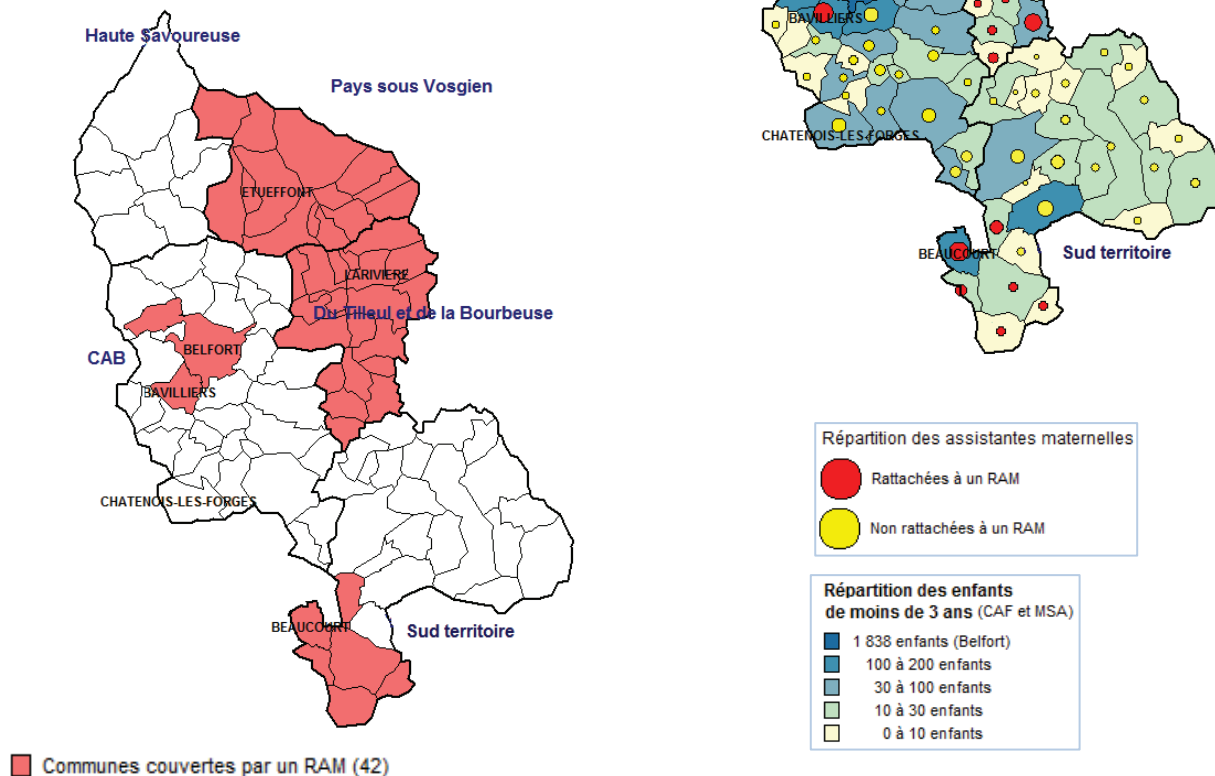 Haute Savoureuse
Pays sous Vosgien
ETUEFFONT
LARIVIERE
Du Tilleul et de la Bourbeuse
BELFORT
CAB
BAVILLIERS
CHATENOIS-LES-FORGES
BEAUCOURT
Sud territoire
Communes couvertes par un RAM (42)
BAVILLIERS
CHATENOIS-LES-FORGES
BEAUCOURT
Sud territoire
Répartition des assistantes maternelles
Rattachées à un RAM
Non rattachées à un RAM
Répartition des enfants
de moins de 3 ans (CAF et MSA)
1 838 enfants (Belfort)
100 à 200 enfants
30 à 100 enfants
10 à 30 enfants
0 à 10 enfants